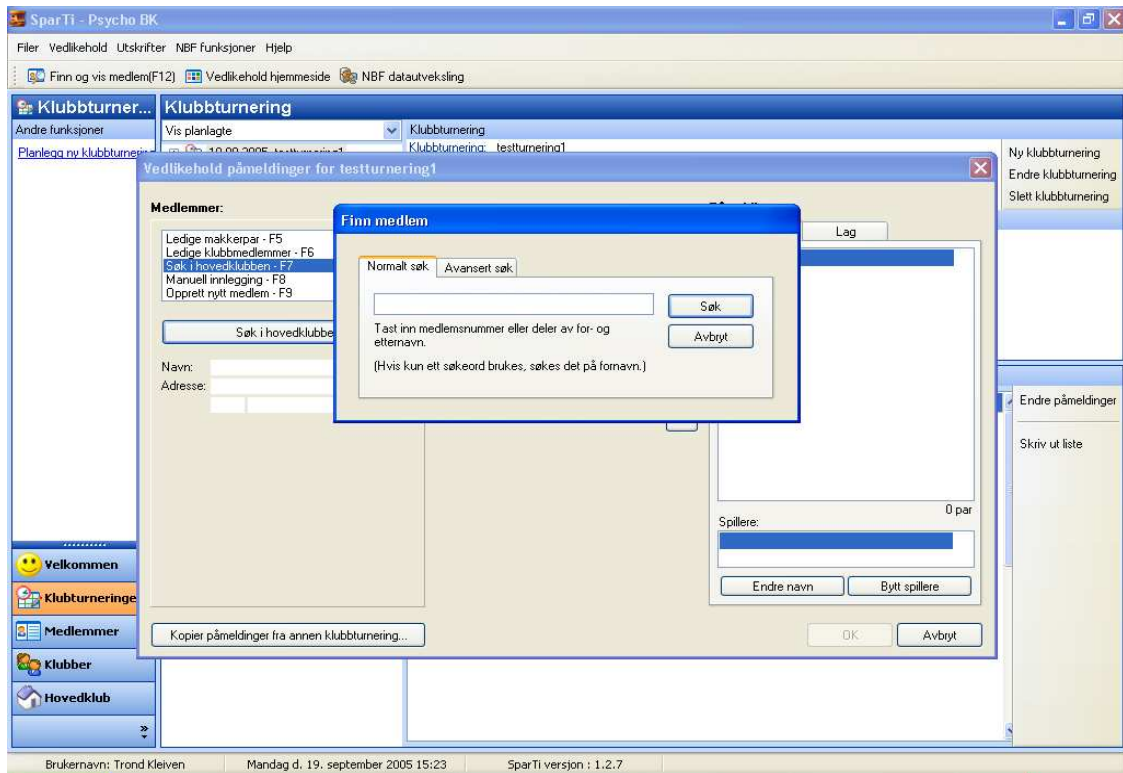 SparTi - Psycho BK
Filer Vedlikehold Utskrifter NBF funksjoner Hjelp
Finn og vis medlem(F12) Vedlikehold hjemmeside NBF datautveksling
Klubbturner...
Andre funksjoner
Planlegg ny klubbturnering
Klubbturnering
Vis planlagte
Klubbturnering
Klubbturnering: testturnering1
Ny klubbturnering
Endre klubbturnering
Slett klubbturnering
Vedlikehold påmeldinger for testturnering1
Medlemmer:
Ledige makkerpar - F5
Ledige klubbmedlemmer - F6
Søk i hovedklubben - F7
Manuell innlegging - F8
Opprett nytt medlem - F9
Søk i hovedklubbe
Navn:
Adresse:
Finn medlem
Normalt søk Avansert søk
Søk
Tast inn medlemsnummer eller deler av for- og
etternavn.
Avbryt
(Hvis kun ett søkeord brukes, søkes det på fornavn.)
Lag
0 par
Spillere:
Endre navn Bytt spillere
Kopier påmeldinger fra annen klubbturnering...
OK Avbryt
Endre påmeldinger
Skriv ut liste
Velkommen
Klubturneringe
Medlemmer
Klubber
Hovedklub
Brukernavn: Trond Kleiven Mandag d. 19. september 2005 15:23 SparTi versjon : 1.2.7